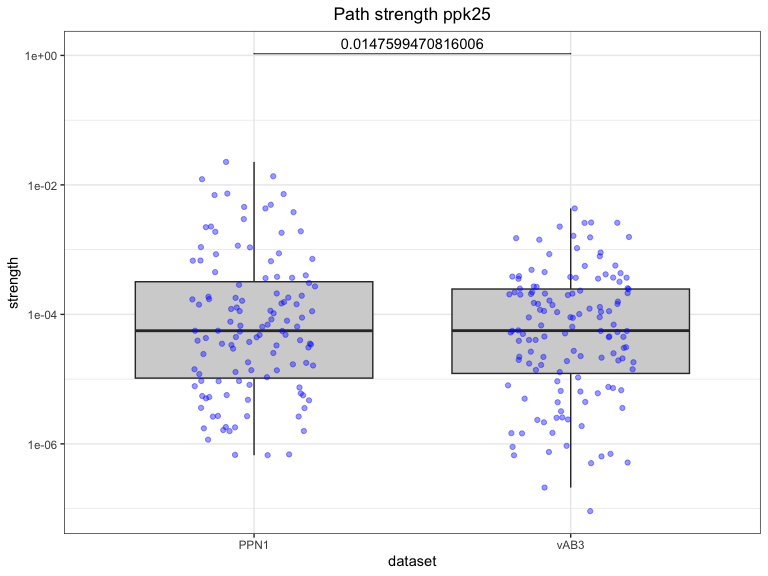 Path strength ppk25
0.0147599470816006
1e+00
1e-02
1e-04
1e-06
strength
PPN1
vAB3
dataset